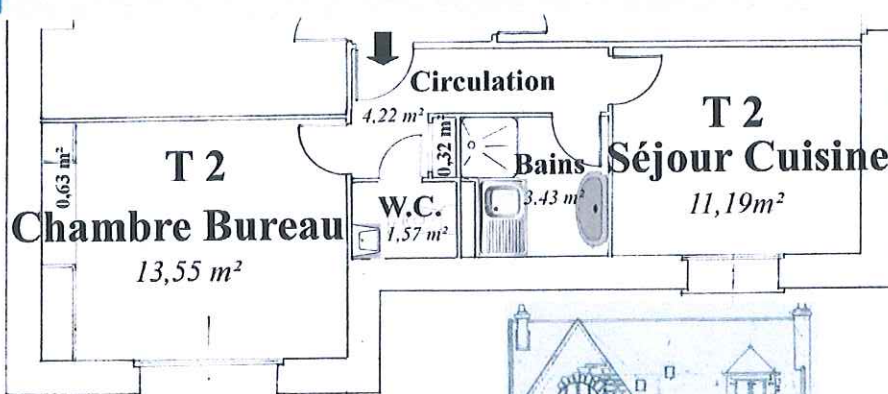 Circulation
4,22 m²
T 2
Chambre Bureau
13,55 m²
0,63 m²
0,32 m²
W.C.
1,57 m²
Bains
3.43 m²
T 2
Séjour Cuisine
11,19m²